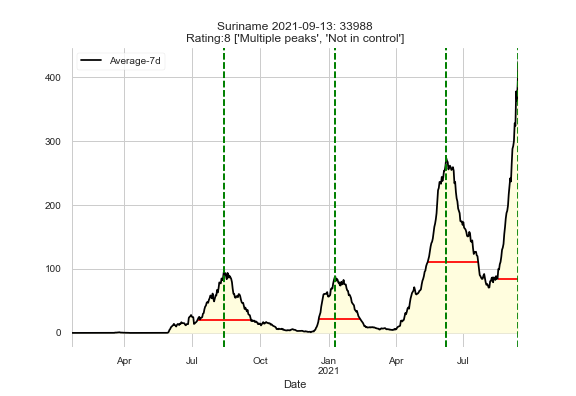 Suriname 2021-09-13: 33988
Rating:8 ['Multiple peaks', 'Not in control']
Average-7d
400
300
200
100
0
Apr
Jul
Oct
Jan
2021
Apr
Jul
Date